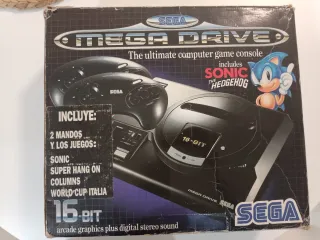 SEGA
MEGA DRIVE
The ultimate computer game console
includes
SONIC
THE
HEDGEHOG
SEGA
INCLUYE:
2 MANDOS
Y LOS JUEGOS:
SONIC
SUPER HANG ON
COLUMNS
WORLD CUP ITALIA
16-BIT
16-BIT
arcade graphics plus digital stereo sound
SEGA